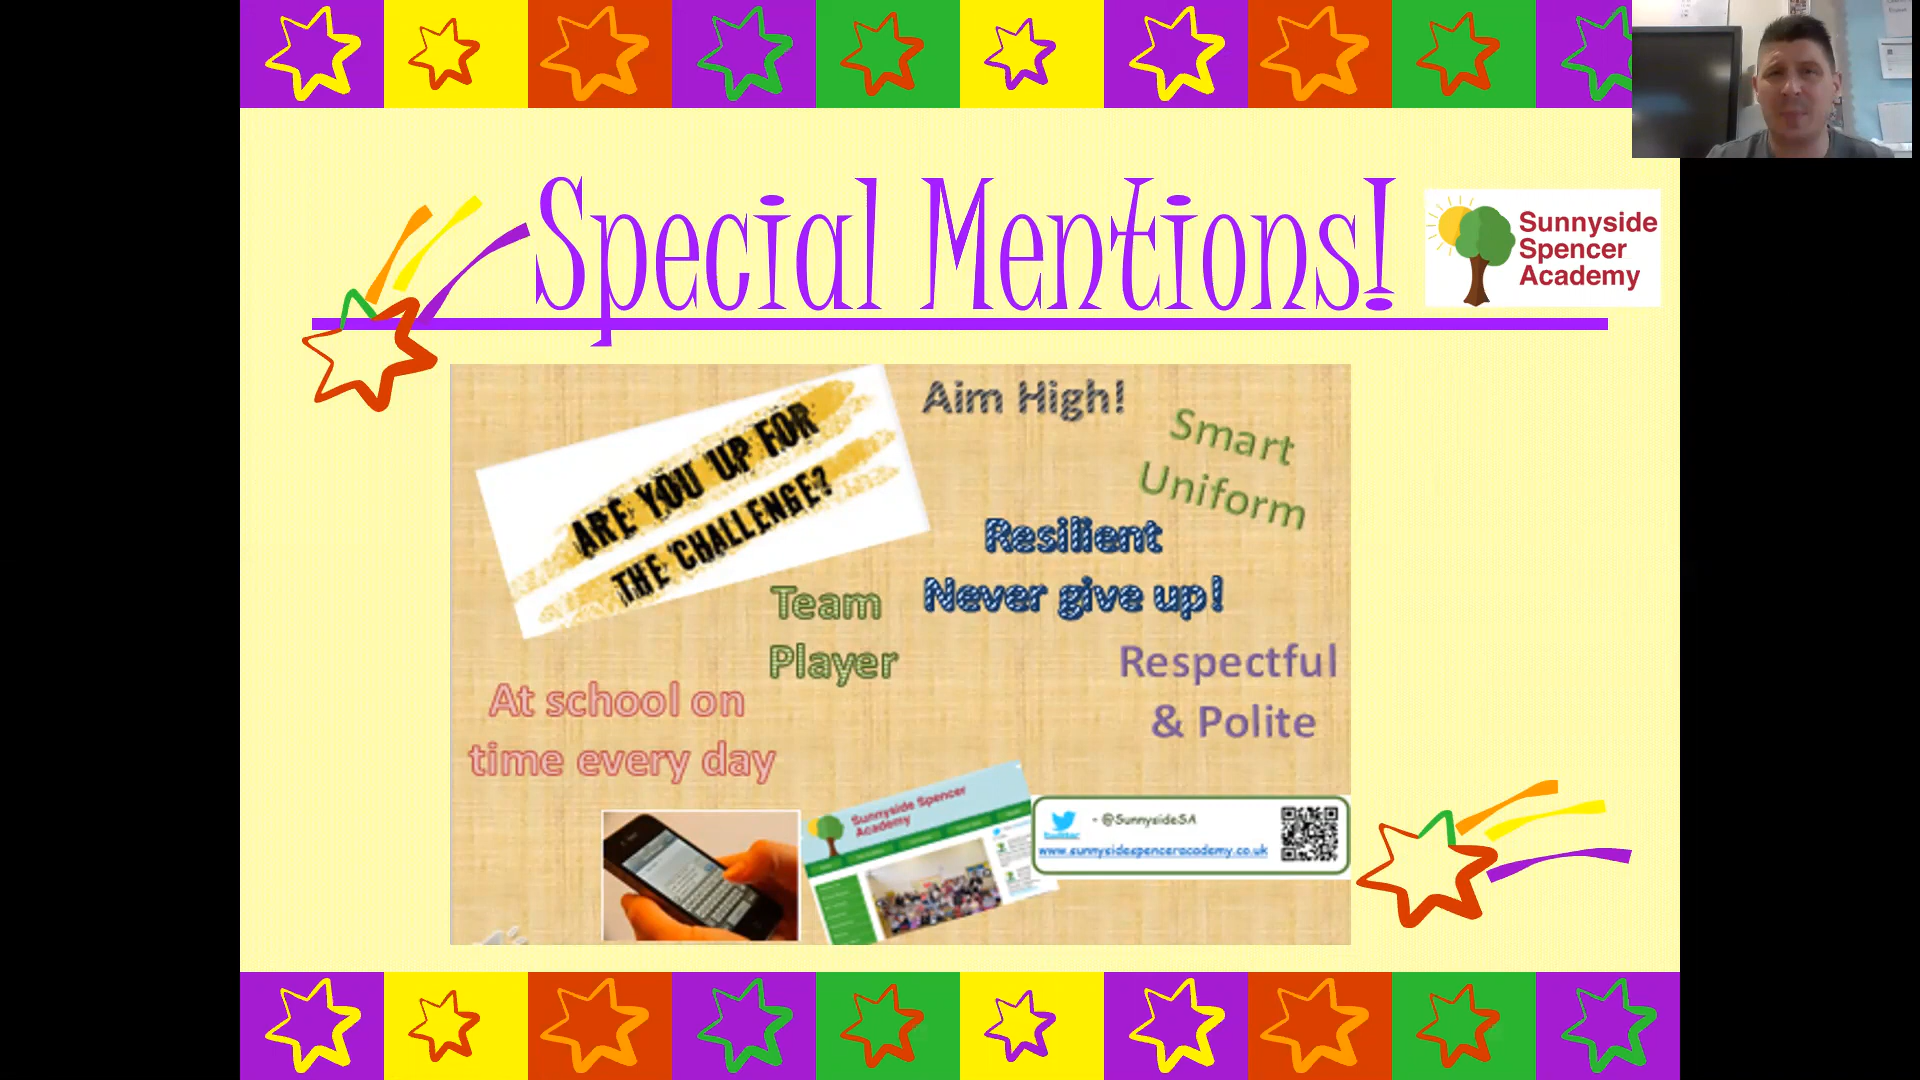 Special Mentions!
Sunnyside
Spencer
Academy
Aim High!
Smart
Uniform
ARE YOU UP FOR
THE CHALLENGE?
Resilient
Never give up!
Team
Player
Respectful
& Polite
At school on
time every day
Sunnyside Spencer
Academy
twitter
- @SunnysideSA
www.sunnysidespenceracademy.co.uk